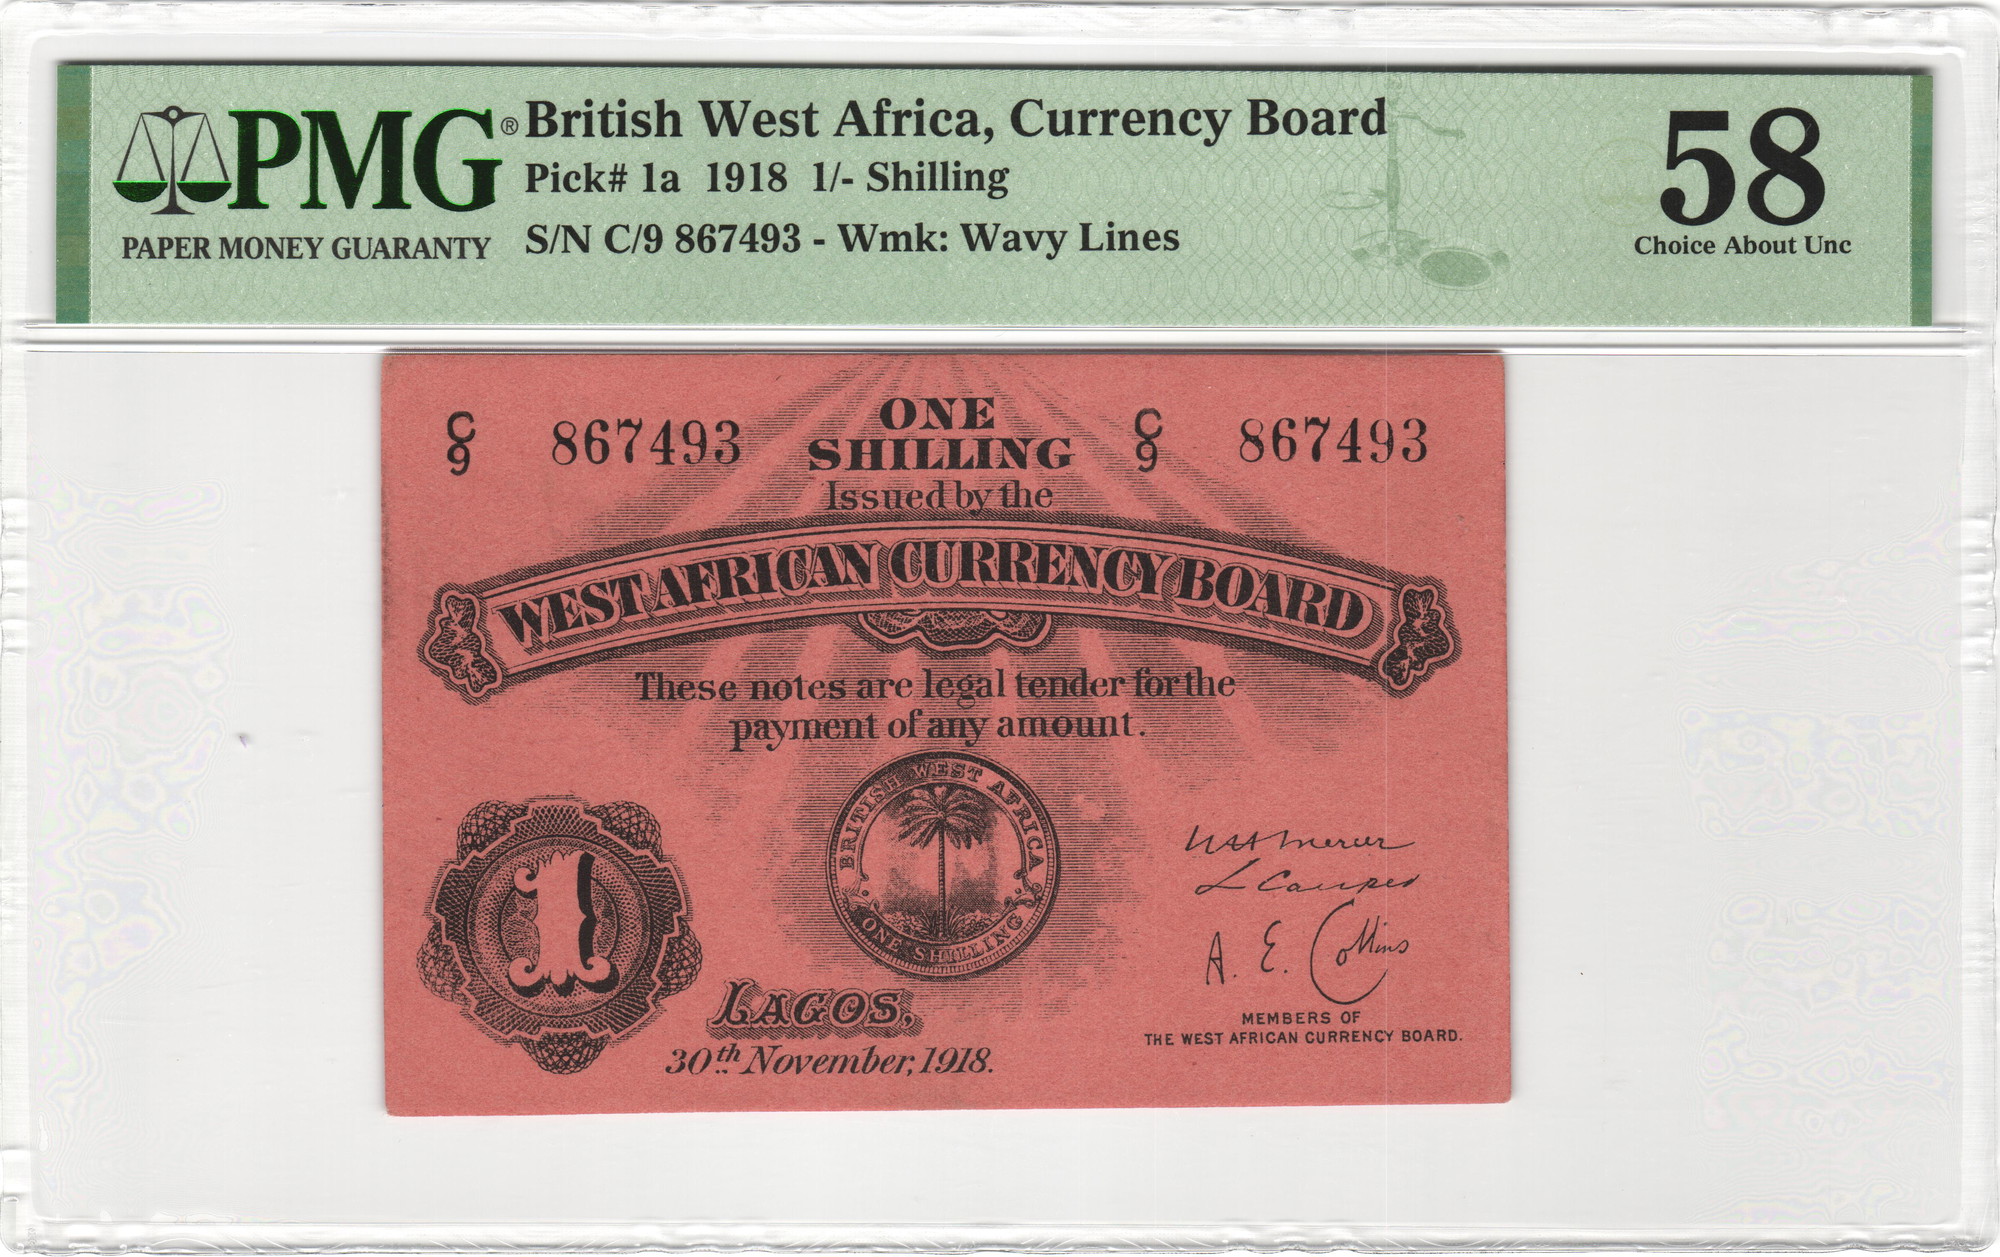 PMG®
PAPER MONEY GUARANTY
British West Africa, Currency Board
Pick# 1a 1918 1/- Shilling
S/N C/9 867493 - Wmk: Wavy Lines
58
Choice About Unc
C/9 867493
ONE
SHILLING
C/9 867493
Issued by the
WEST AFRICAN CURRENCY BOARD
These notes are legal tender for the
payment of any amount.
BRITISH WEST AFRICA
ONE SHILLING
1
LAGOS,
30th November, 1918.
A. E. Collins
MEMBERS OF
THE WEST AFRICAN CURRENCY BOARD.